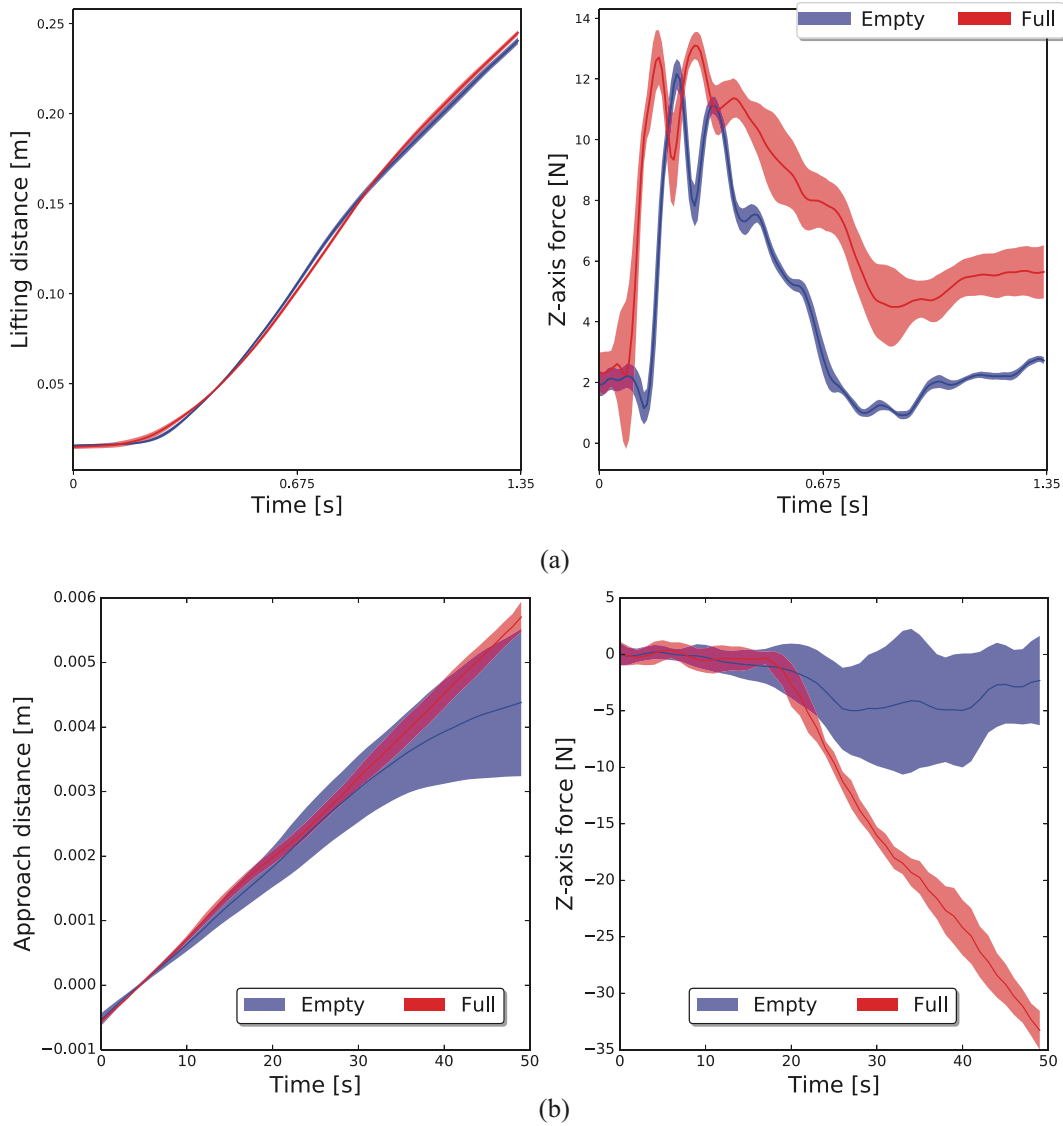 Empty Full
0.25
0.20
0.15
0.10
0.05
Lifting distance [m]
0 0.675 1.35
Time [s]
14
12
10
8
6
4
2
0
Z-axis force [N]
0 0.675 1.35
Time [s]
(a)
0.006
0.005
0.004
0.003
0.002
0.001
0.000
−0.001
Approach distance [m]
Empty Full
0 10 20 30 40 50
Time [s]
5
0
−5
−10
−15
−20
−25
−30
−35
Z-axis force [N]
Empty Full
0 10 20 30 40 50
Time [s]
(b)